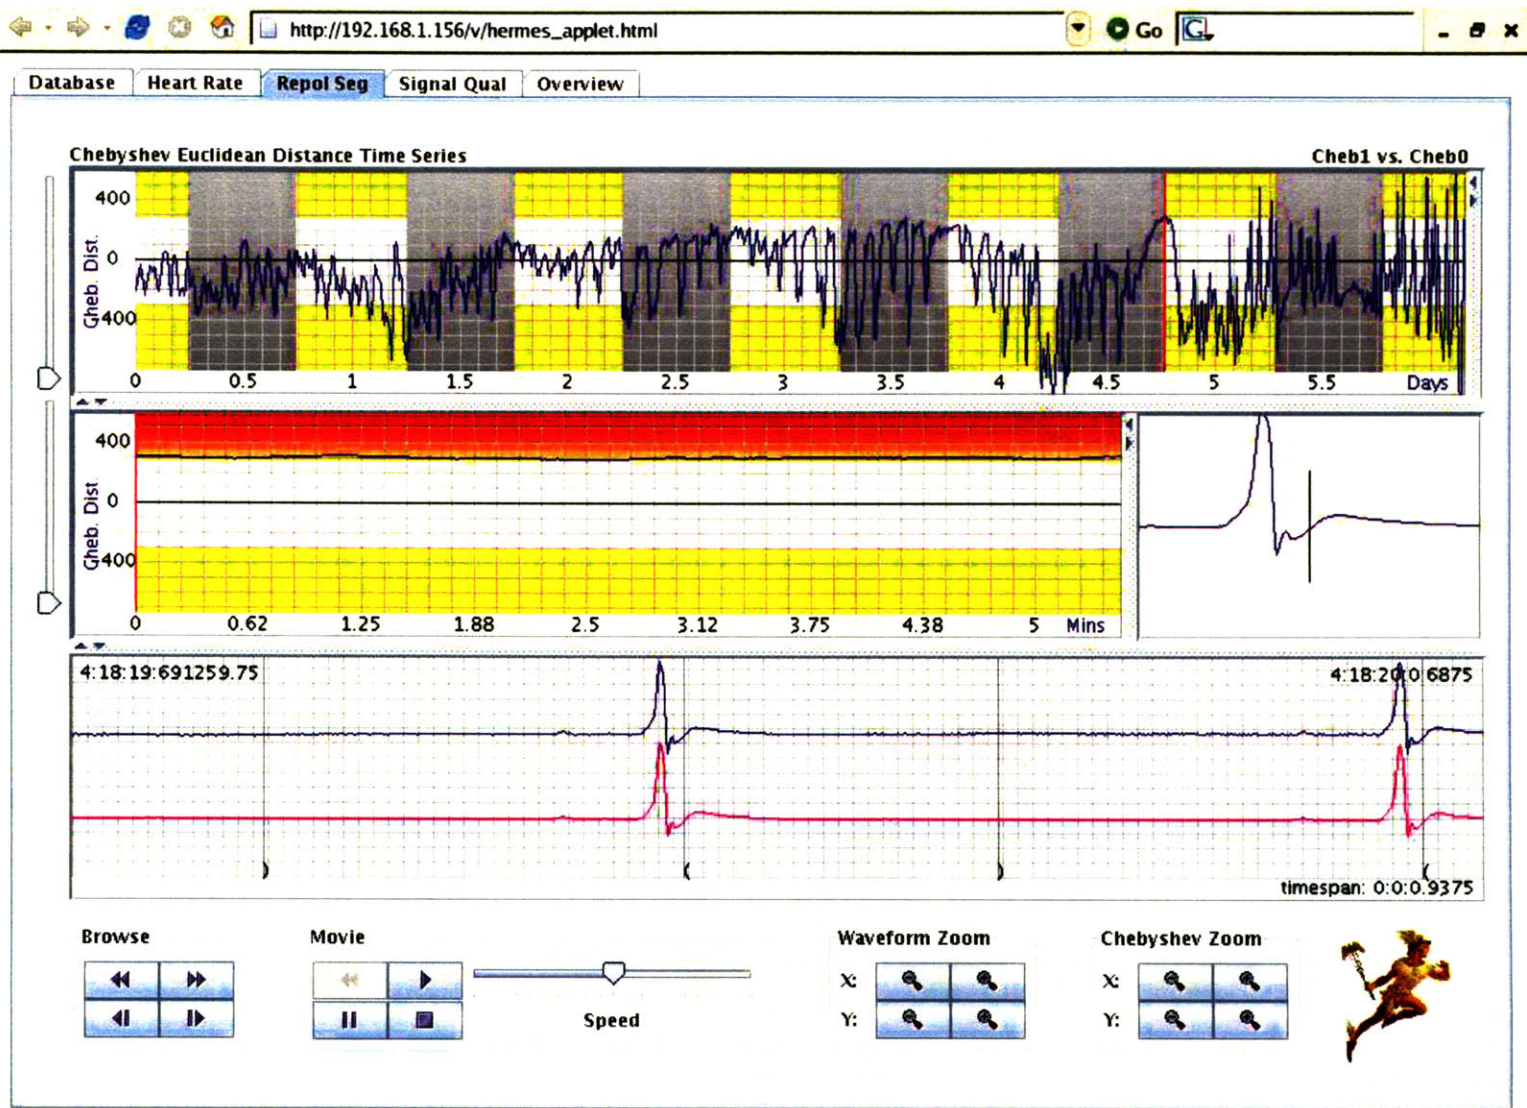 http://192.168.1.156/v/hermes_applet.html Go G
Database Heart Rate Repol Seg Signal Qual Overview
Chebyshev Euclidean Distance Time Series Cheb1 vs. Cheb0
400
0
-400
Cheb. Dist.
0 0.5 1 1.5 2 2.5 3 3.5 4 4.5 5 5.5 Days
400
0
-400
Cheb. Dist.
0 0.62 1.25 1.88 2.5 3.12 3.75 4.38 5 Mins
4:18:19:691259.75 4:18:20:0.6875
) ( ) (
timespan: 0:0:0.9375
Browse Movie Waveform Zoom Chebyshev Zoom
X: X:
Speed Y: Y: